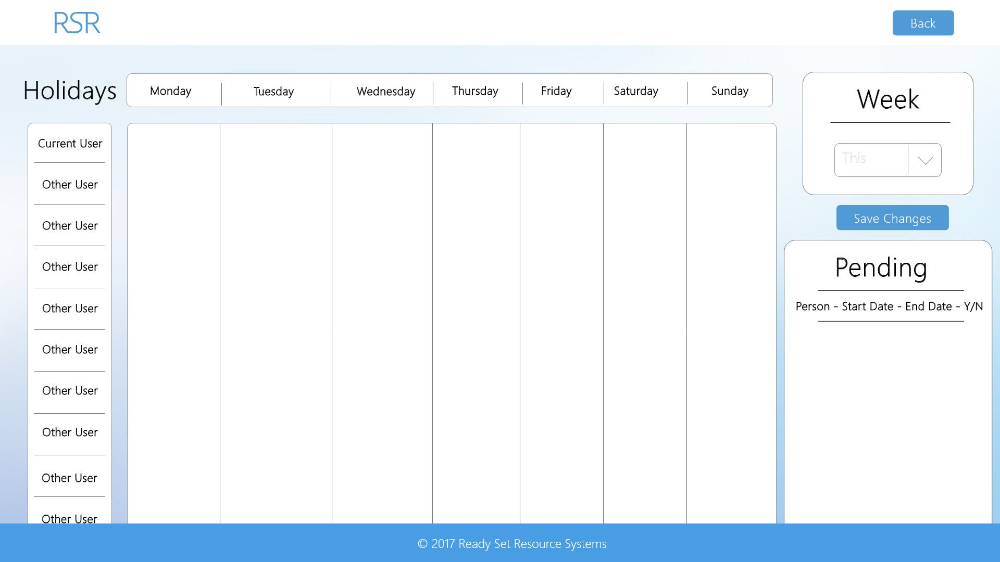 RSR
Back
Holidays
Monday
Tuesday
Wednesday
Thursday
Friday
Saturday
Sunday
Current User
Other User
Other User
Other User
Other User
Other User
Other User
Other User
Other User
Other User
Week
This
Save Changes
Pending
Person - Start Date - End Date - Y/N
© 2017 Ready Set Resource Systems